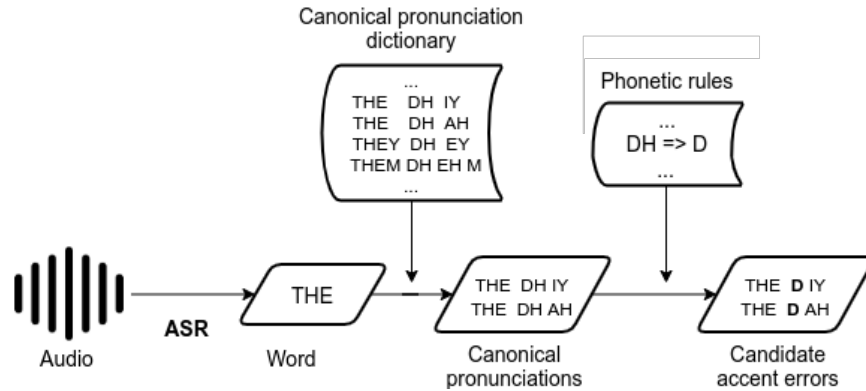 Canonical pronunciation
dictionary
...
THE DH IY
THE DH AH
THEY DH EY
THEM DH EH M
...
Phonetic rules
...
DH => D
...
Audio
ASR
THE
Word
THE DH IY
THE DH AH
Canonical
pronunciations
THE D IY
THE D AH
Candidate
accent errors